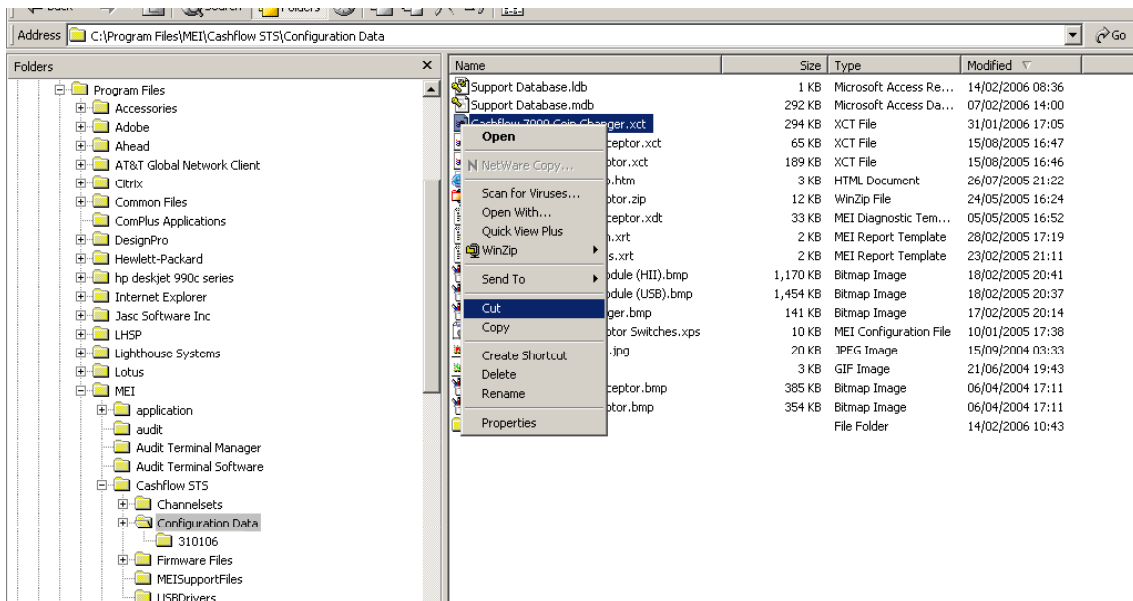 Back Search Folders
Address C:\Program Files\MEI\Cashflow STS\Configuration Data Go
Folders x
Program Files
Accessories
Adobe
Ahead
AT&T Global Network Client
Citrix
Common Files
ComPlus Applications
DesignPro
Hewlett-Packard
hp deskjet 990c series
Internet Explorer
Jasc Software Inc
LHSP
Lighthouse Systems
Lotus
MEI
application
audit
Audit Terminal Manager
Audit Terminal Software
Cashflow STS
Channelsets
Configuration Data
310106
Firmware Files
MEISupportFiles
USBDrivers
Name Size Type Modified
Support Database.ldb 1 KB Microsoft Access Re... 14/02/2006 08:36
Support Database.mdb 292 KB Microsoft Access Da... 07/02/2006 14:00
Cashflow 7000 Coin Changer.xct 294 KB XCT File 31/01/2006 17:05
ceptor.xct 65 KB XCT File 15/08/2005 16:47
ptor.xct 189 KB XCT File 15/08/2005 16:46
.htm 3 KB HTML Document 26/07/2005 21:22
ptor.zip 12 KB WinZip File 24/05/2005 16:24
ceptor.xdt 33 KB MEI Diagnostic Tem... 05/05/2005 16:52
.xrt 2 KB MEI Report Template 28/02/2005 17:19
s.xrt 2 KB MEI Report Template 23/02/2005 21:11
dule (HII).bmp 1,170 KB Bitmap Image 18/02/2005 20:41
dule (USB).bmp 1,454 KB Bitmap Image 18/02/2005 20:37
ger.bmp 141 KB Bitmap Image 17/02/2005 20:14
ptor Switches.xps 10 KB MEI Configuration File 10/01/2005 17:38
.jpg 20 KB JPEG Image 15/09/2004 03:33
3 KB GIF Image 21/06/2004 19:43
ceptor.bmp 385 KB Bitmap Image 06/04/2004 17:11
ptor.bmp 354 KB Bitmap Image 06/04/2004 17:11
File Folder 14/02/2006 10:43
Open
NetWare Copy...
Scan for Viruses...
Open With...
Quick View Plus
WinZip
Send To
Cut
Copy
Create Shortcut
Delete
Rename
Properties